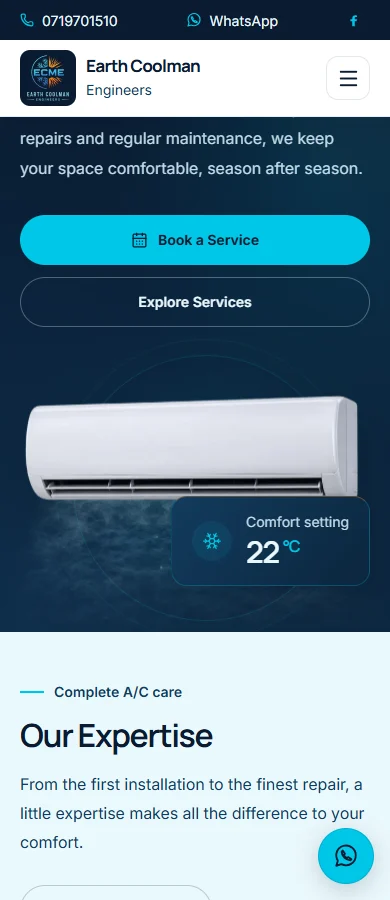 0719701510
WhatsApp
ECME
EARTH COOLMAN
ENGINEERS
Earth Coolman
Engineers
repairs and regular maintenance, we keep
your space comfortable, season after season.
Book a Service
Explore Services
Comfort setting
22 °C
Complete A/C care
Our Expertise
From the first installation to the finest repair, a
little expertise makes all the difference to your
comfort.